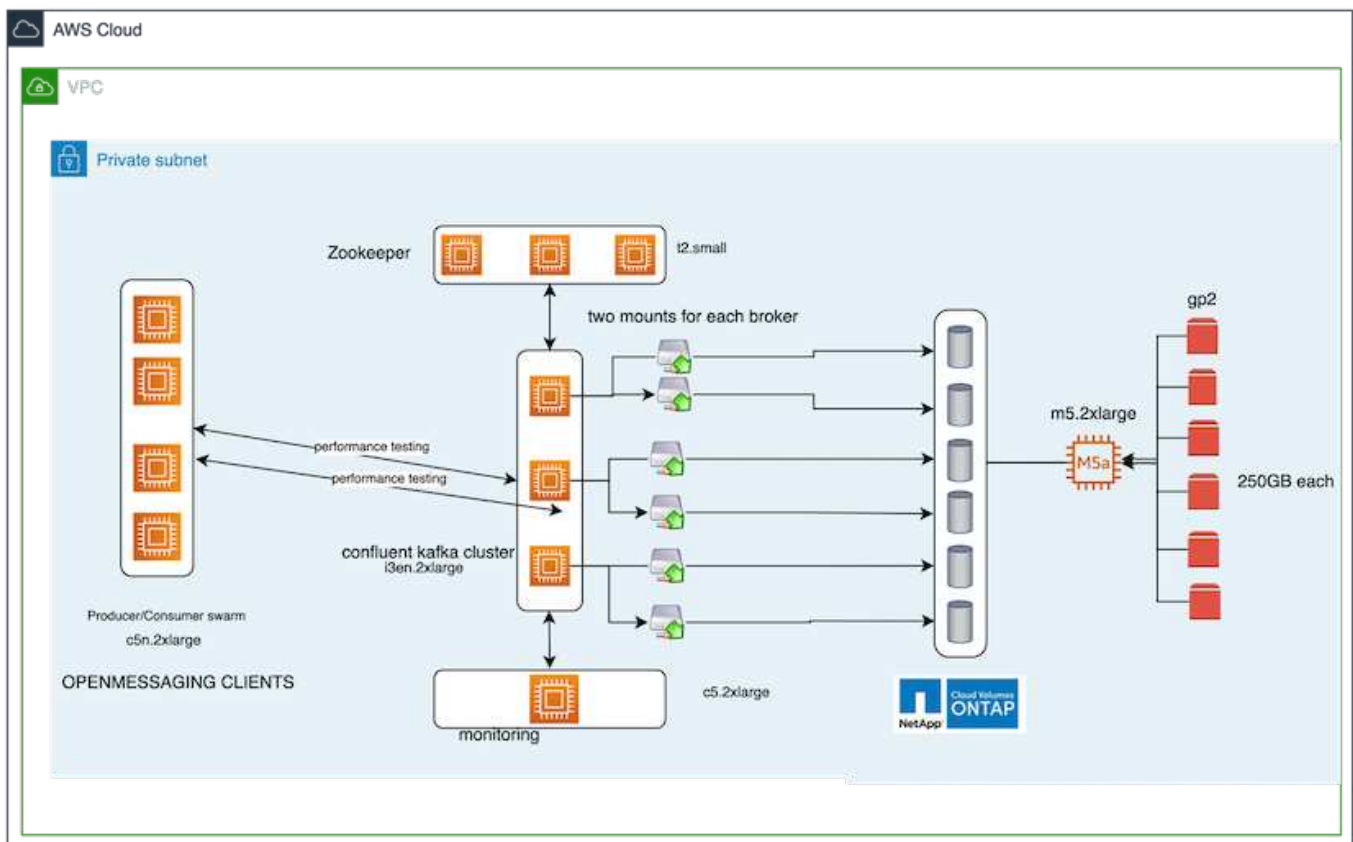 AWS Cloud
VPC
Private subnet
Zookeeper
t2.small
two mounts for each broker
gp2
m5.2xlarge
M5a
250GB each
performance testing
performance testing
confluent kafka cluster
i3en.2xlarge
Producer/Consumer swarm
c5n.2xlarge
OPENMESSAGING CLIENTS
c5.2xlarge
monitoring
NetApp
Cloud Volumes
ONTAP